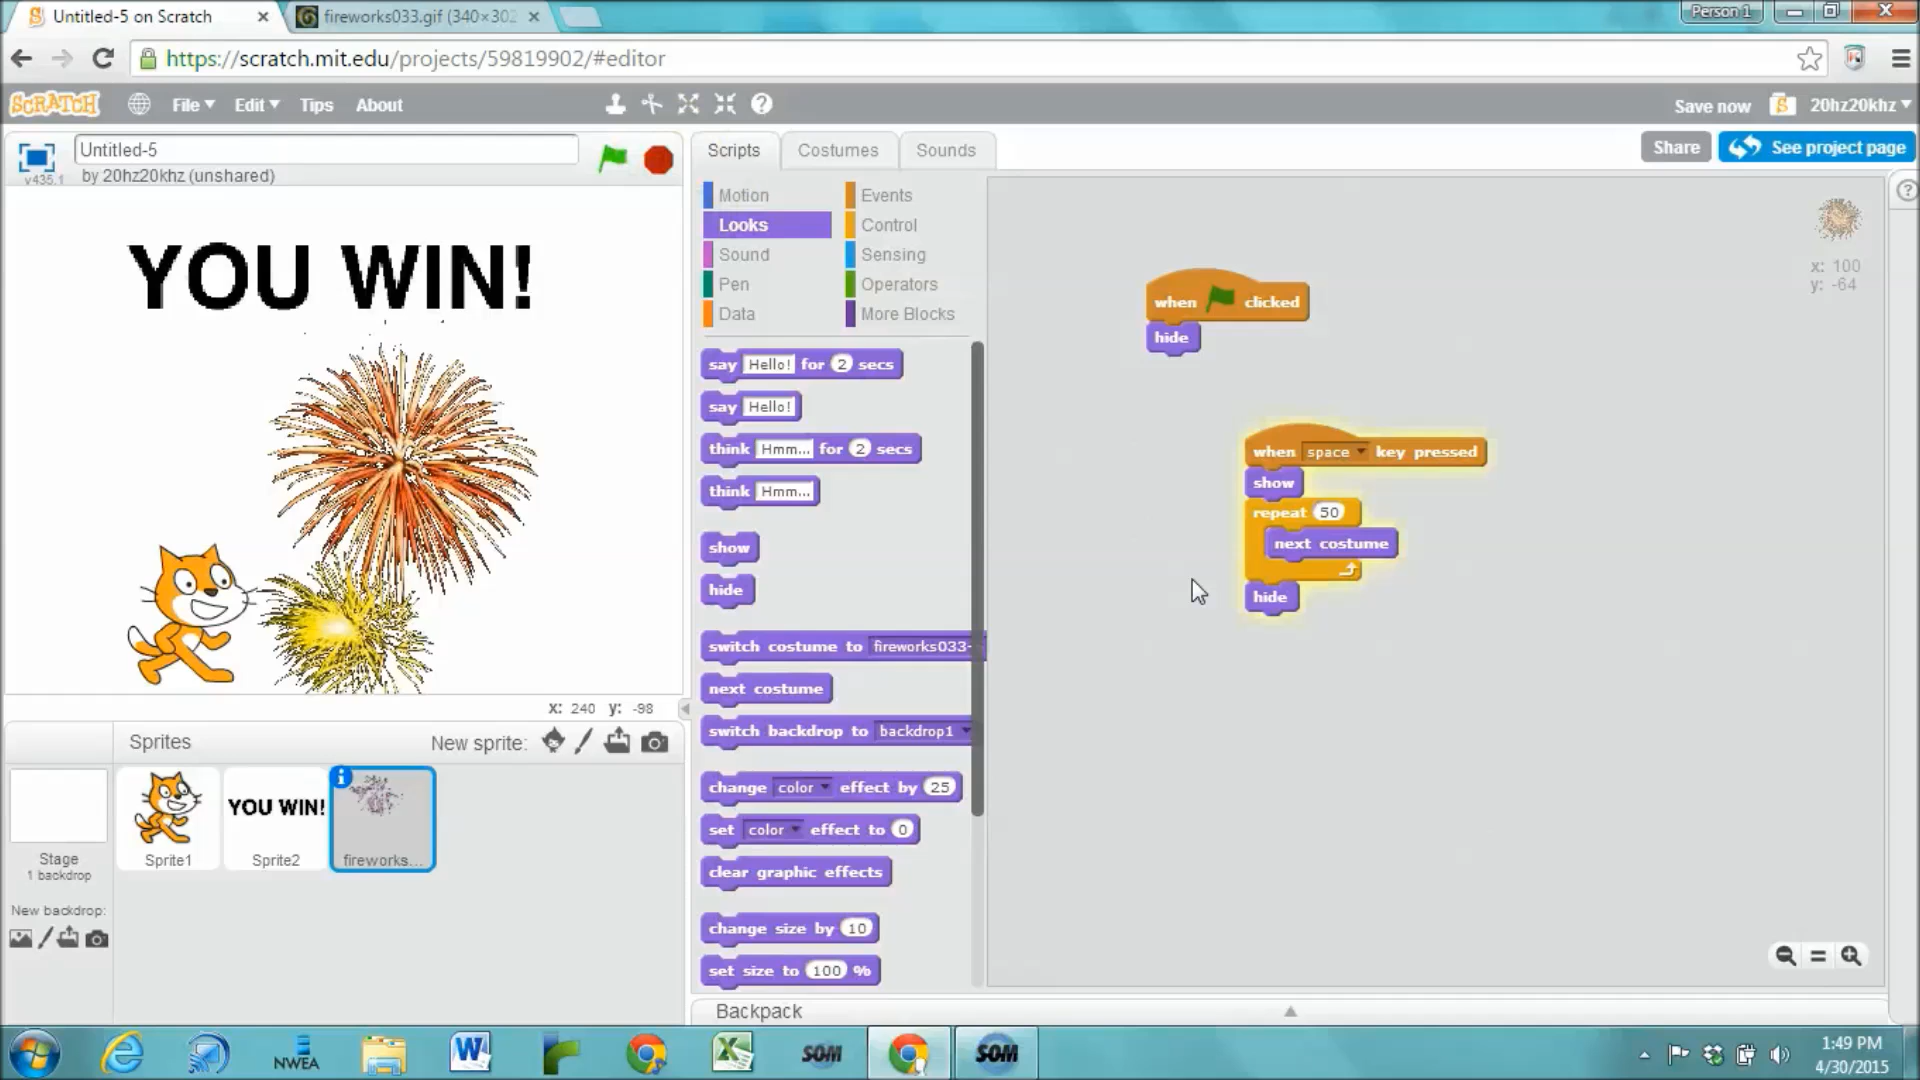 Untitled-5 on Scratch
fireworks033.gif (340×302
Person 1
https://scratch.mit.edu/projects/59819902/#editor
SCRATCH
File
Edit
Tips
About
Save now
20hz20khz
v435.1
Untitled-5
by 20hz20khz (unshared)
Scripts
Costumes
Sounds
Share
See project page
Motion
Looks
Sound
Pen
Data
Events
Control
Sensing
Operators
More Blocks
YOU WIN!
say Hello! for 2 secs
say Hello!
think Hmm... for 2 secs
think Hmm...
show
hide
switch costume to fireworks033-
next costume
switch backdrop to backdrop1
change color effect by 25
set color effect to 0
clear graphic effects
change size by 10
set size to 100 %
when clicked
hide
when space key pressed
show
repeat 50
next costume
hide
x: 100
y: -64
x: 240 y: -98
Sprites
New sprite:
YOU WIN!
Sprite1
Sprite2
fireworks...
Stage
1 backdrop
New backdrop:
Backpack
NWEA
SOM
SOM
1:49 PM
4/30/2015